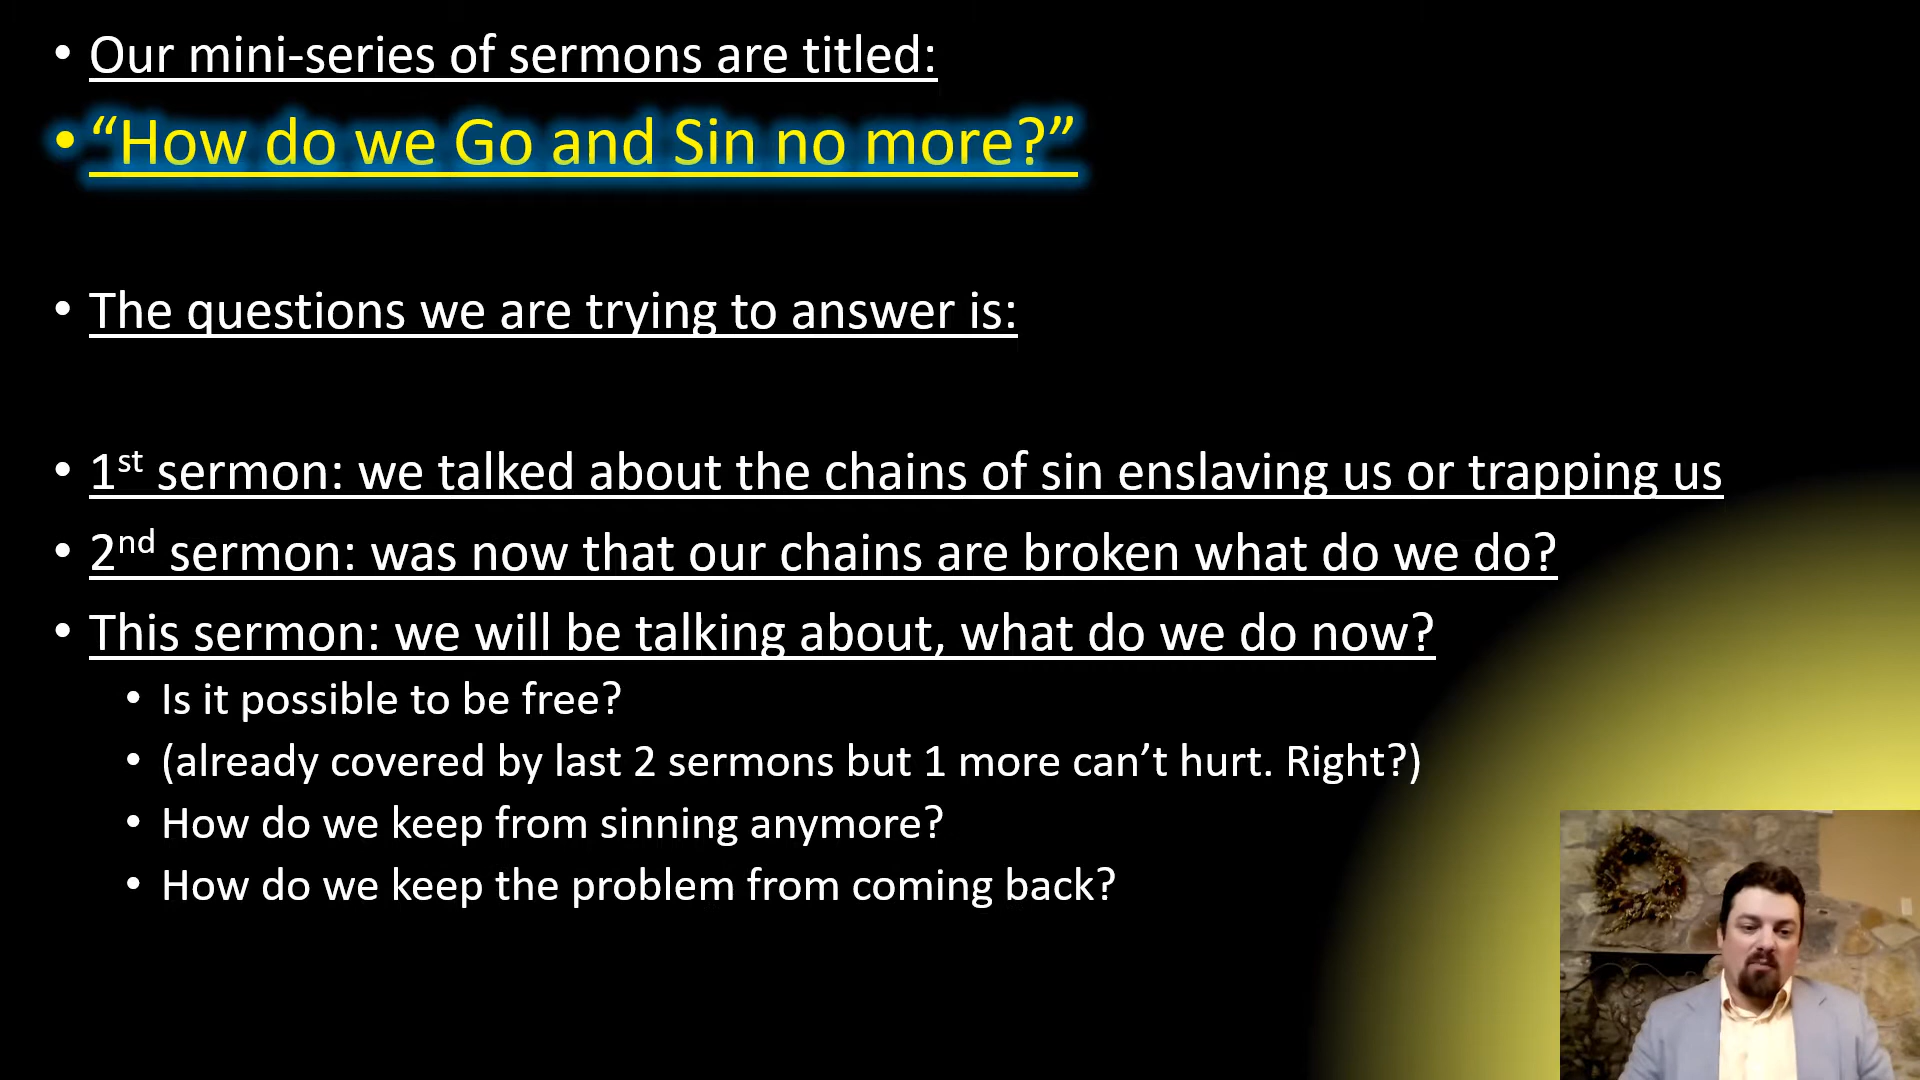 • Our mini-series of sermons are titled:
• “How do we Go and Sin no more?”
• The questions we are trying to answer is:
• 1st sermon: we talked about the chains of sin enslaving us or trapping us
• 2nd sermon: was now that our chains are broken what do we do?
• This sermon: we will be talking about, what do we do now?
• Is it possible to be free?
• (already covered by last 2 sermons but 1 more can’t hurt. Right?)
• How do we keep from sinning anymore?
• How do we keep the problem from coming back?